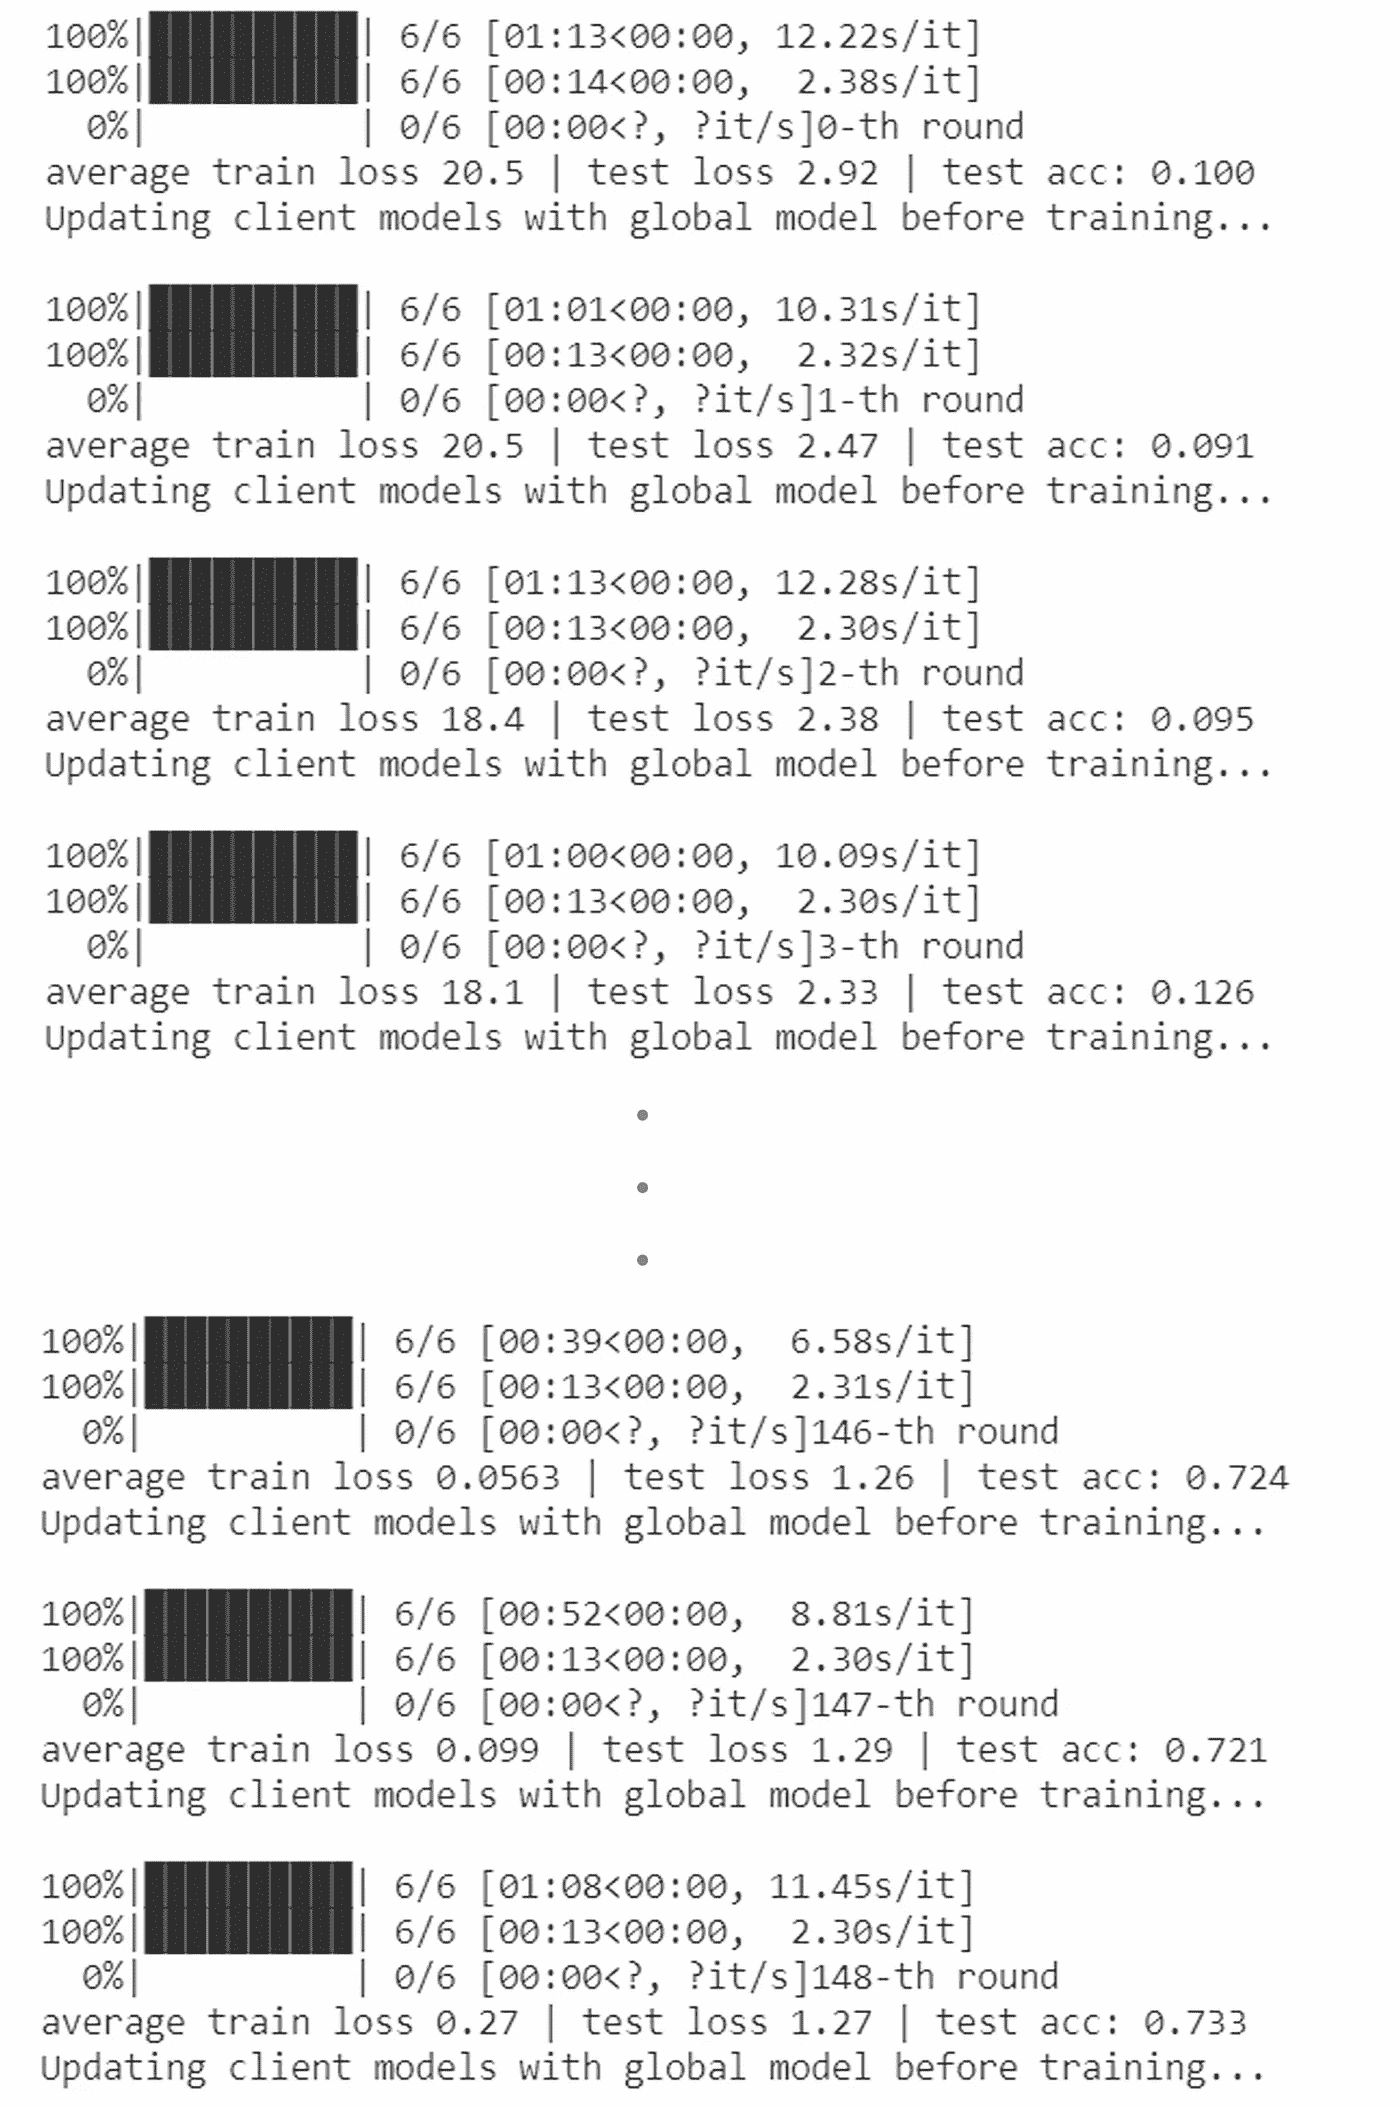 100%|██████████| 6/6 [01:13<00:00, 12.22s/it]
100%|██████████| 6/6 [00:14<00:00,  2.38s/it]
  0%|          | 0/6 [00:00<?, ?it/s]0-th round
average train loss 20.5 | test loss 2.92 | test acc: 0.100
Updating client models with global model before training...
100%|██████████| 6/6 [01:01<00:00, 10.31s/it]
100%|██████████| 6/6 [00:13<00:00,  2.32s/it]
  0%|          | 0/6 [00:00<?, ?it/s]1-th round
average train loss 20.5 | test loss 2.47 | test acc: 0.091
Updating client models with global model before training...
100%|██████████| 6/6 [01:13<00:00, 12.28s/it]
100%|██████████| 6/6 [00:13<00:00,  2.30s/it]
  0%|          | 0/6 [00:00<?, ?it/s]2-th round
average train loss 18.4 | test loss 2.38 | test acc: 0.095
Updating client models with global model before training...
100%|██████████| 6/6 [01:00<00:00, 10.09s/it]
100%|██████████| 6/6 [00:13<00:00,  2.30s/it]
  0%|          | 0/6 [00:00<?, ?it/s]3-th round
average train loss 18.1 | test loss 2.33 | test acc: 0.126
Updating client models with global model before training...
•
•
•
100%|██████████| 6/6 [00:39<00:00,  6.58s/it]
100%|██████████| 6/6 [00:13<00:00,  2.31s/it]
  0%|          | 0/6 [00:00<?, ?it/s]146-th round
average train loss 0.0563 | test loss 1.26 | test acc: 0.724
Updating client models with global model before training...
100%|██████████| 6/6 [00:52<00:00,  8.81s/it]
100%|██████████| 6/6 [00:13<00:00,  2.30s/it]
  0%|          | 0/6 [00:00<?, ?it/s]147-th round
average train loss 0.099 | test loss 1.29 | test acc: 0.721
Updating client models with global model before training...
100%|██████████| 6/6 [01:08<00:00, 11.45s/it]
100%|██████████| 6/6 [00:13<00:00,  2.30s/it]
  0%|          | 0/6 [00:00<?, ?it/s]148-th round
average train loss 0.27 | test loss 1.27 | test acc: 0.733
Updating client models with global model before training...